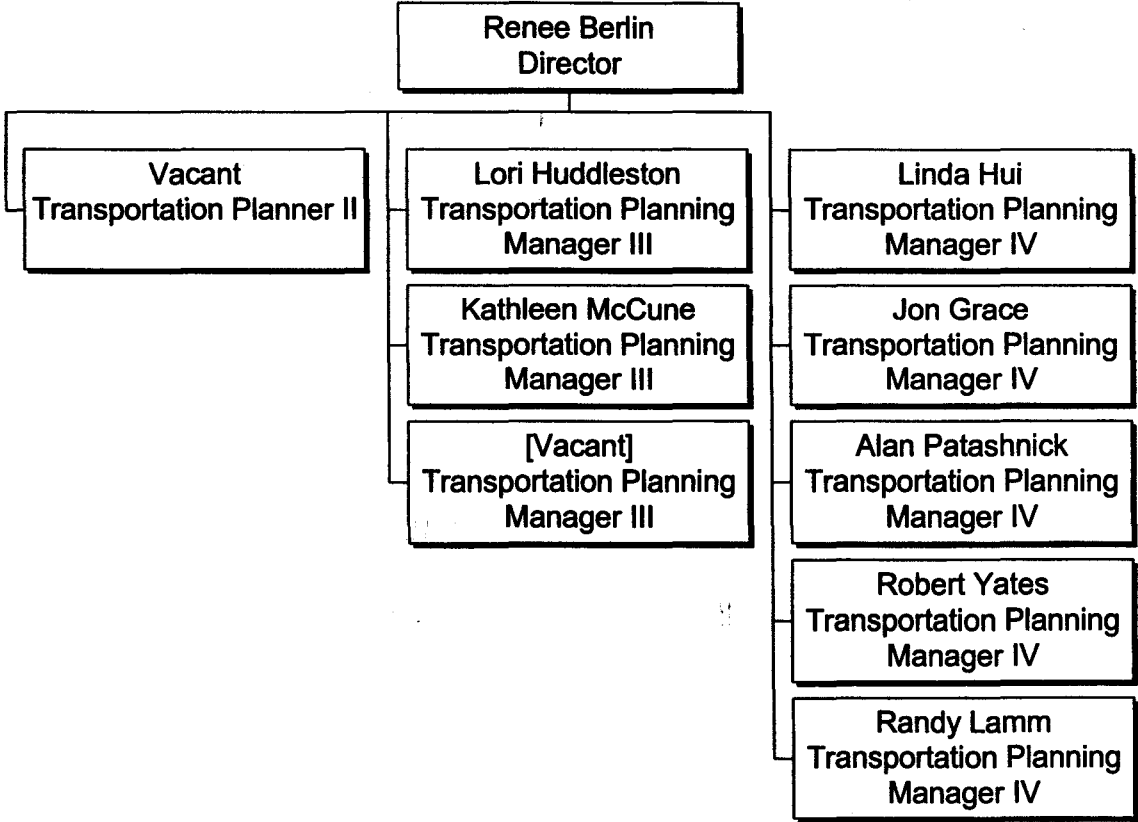 Renee Berlin
Director
Vacant
Transportation Planner II
Lori Huddleston
Transportation Planning
Manager III
Kathleen McCune
Transportation Planning
Manager III
[Vacant]
Transportation Planning
Manager III
Linda Hui
Transportation Planning
Manager IV
Jon Grace
Transportation Planning
Manager IV
Alan Patashnick
Transportation Planning
Manager IV
Robert Yates
Transportation Planning
Manager IV
Randy Lamm
Transportation Planning
Manager IV